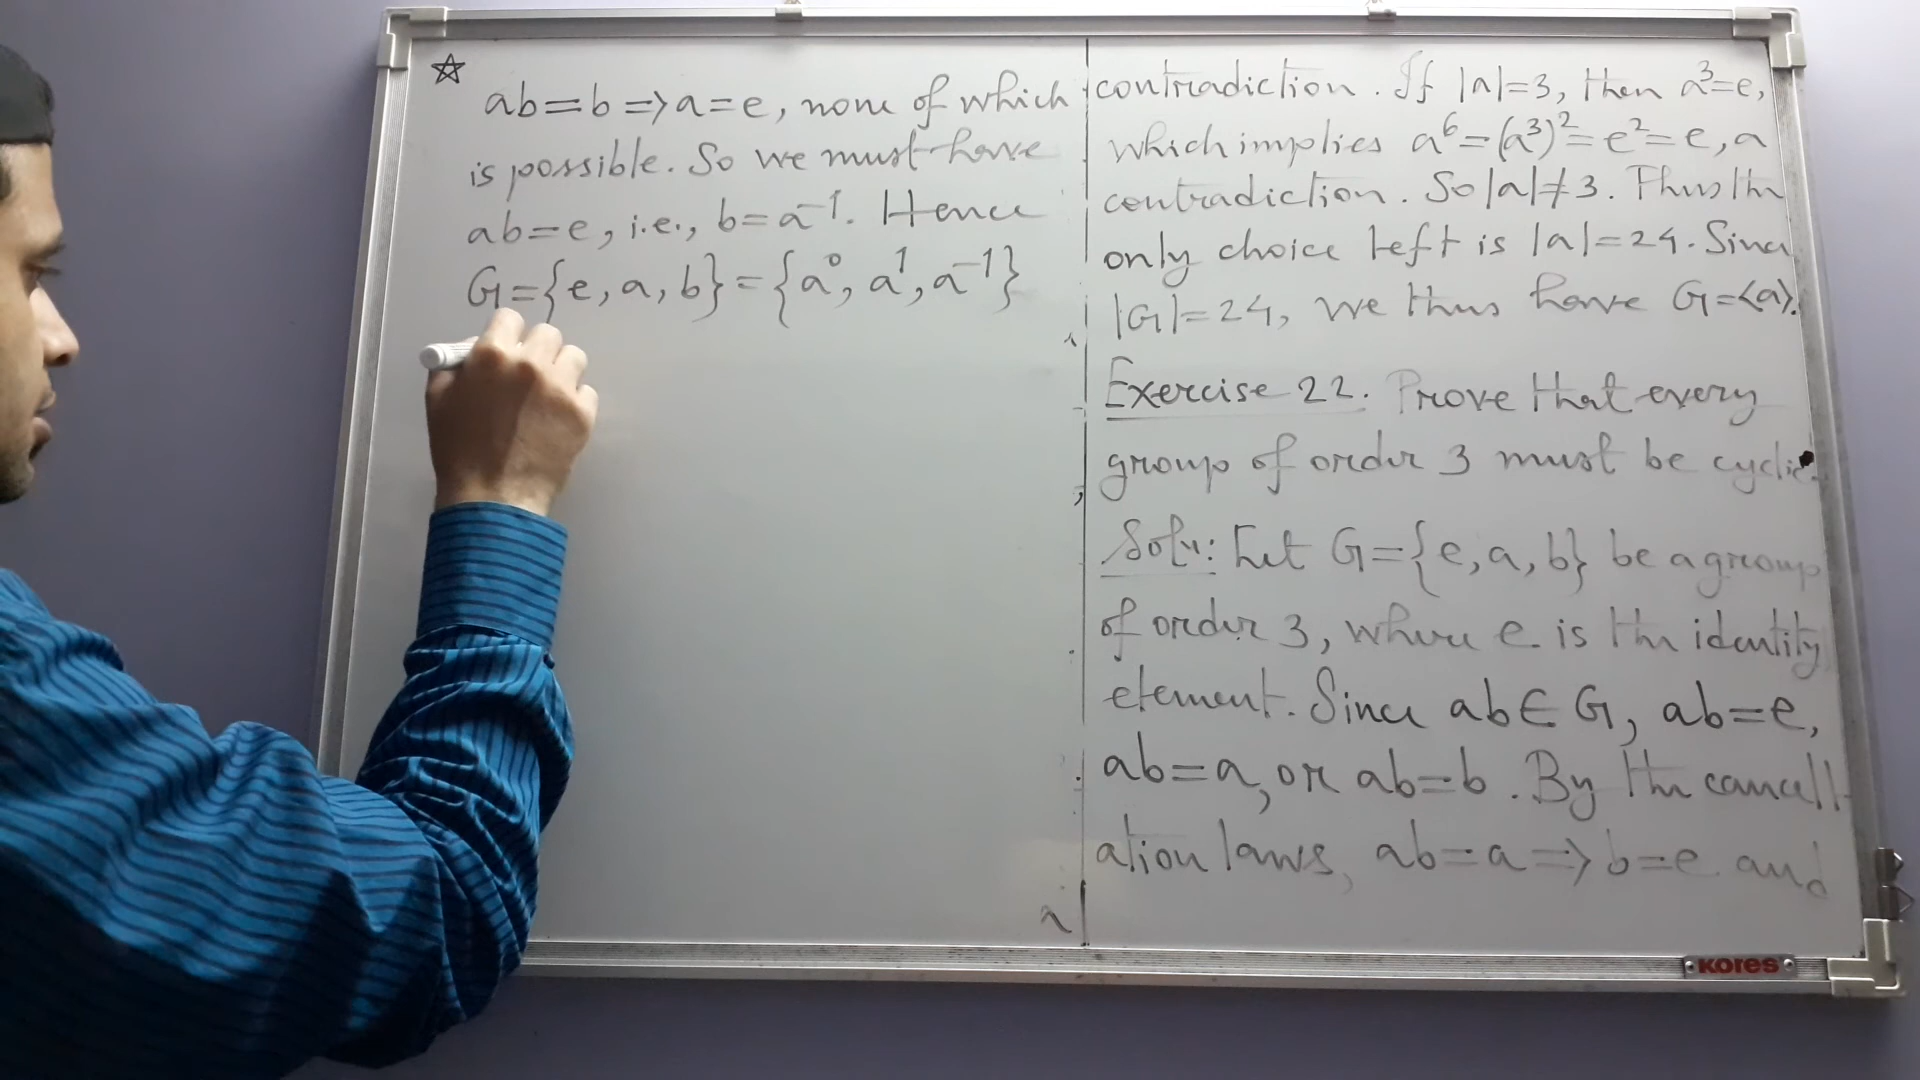 ab=b⇒a=e, none of which
is possible. So we must have
ab=e, i.e., b=a⁻¹. Hence
G={e, a, b}={a⁰, a¹, a⁻¹}
contradiction. If |a|=3, then a³=e,
which implies a⁶=(a³)²=e²=e, a
contradiction. So |a|≠3. Thus the
only choice left is |a|=24. Since
|G|=24, we thus have G=<a>.
Exercise 22. Prove that every
group of order 3 must be cyclic.
Soln: Let G={e, a, b} be a group
of order 3, where e is the identity
element. Since ab∈G, ab=e,
ab=a, or ab=b. By the cancell-
ation laws, ab=a⇒b=e and
KORES